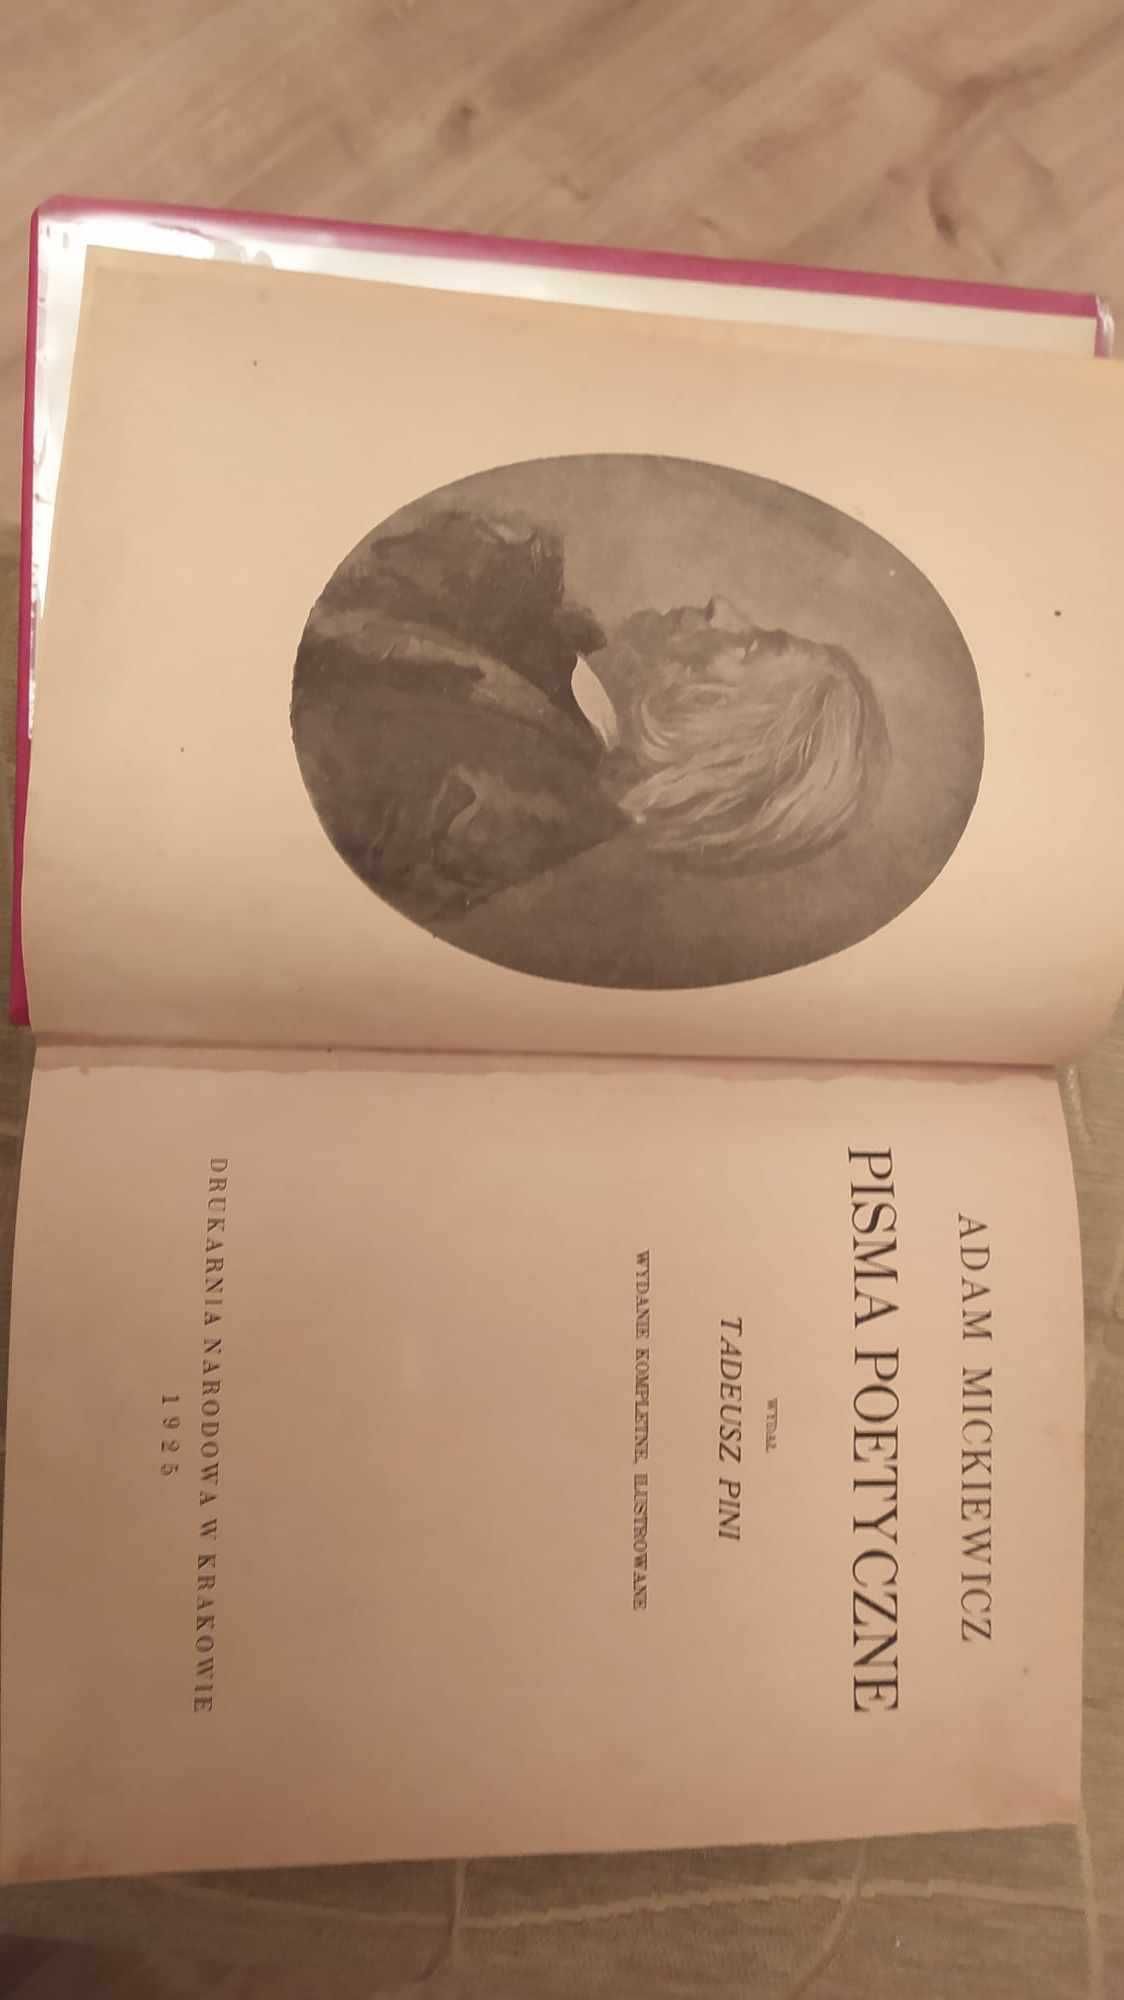 ADAM MICKIEWICZ
PISMA POETYCZNE
WYDAŁ
TADEUSZ PINI
WYDANIE KOMPLETNE, ILUSTROWANE
DRUKARNIA NARODOWA W KRAKOWIE
1925